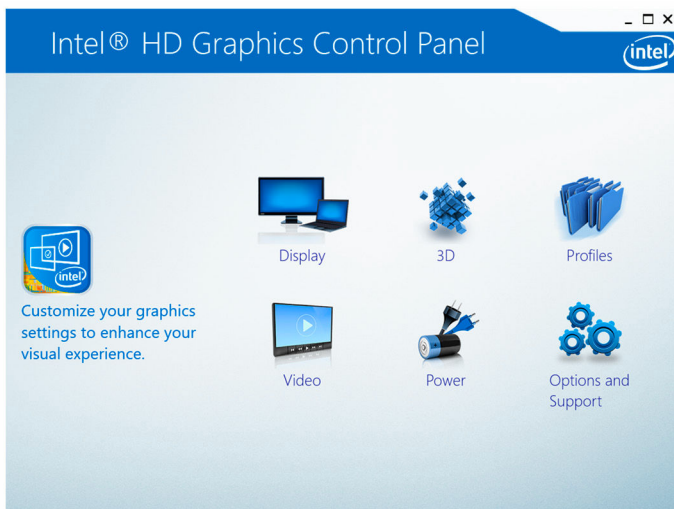 Intel® HD Graphics Control Panel
intel
Display
3D
Profiles
intel
Customize your graphics
settings to enhance your
visual experience.
Video
Power
Options and
Support